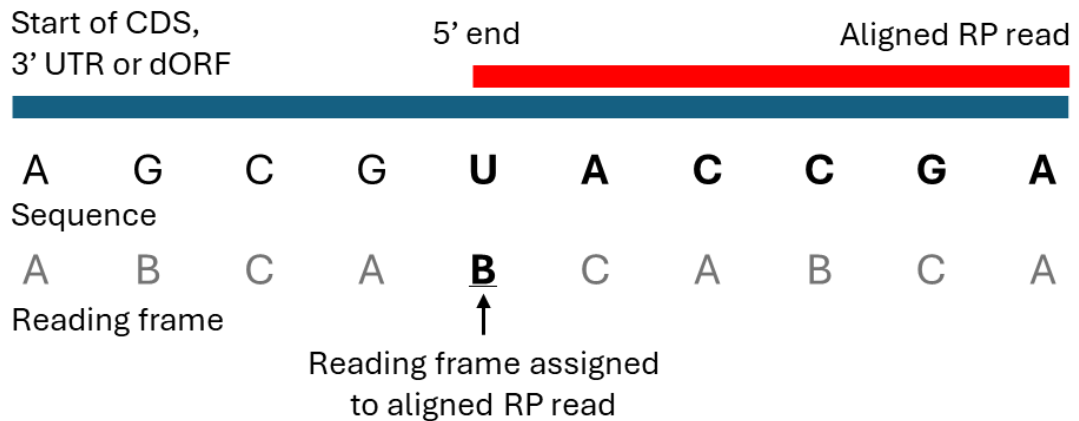 Start of CDS,
3’ UTR or dORF
5’ end
Aligned RP read
A G C G U A C C G A
Sequence
A B C A B C A B C A
Reading frame
Reading frame assigned
to aligned RP read